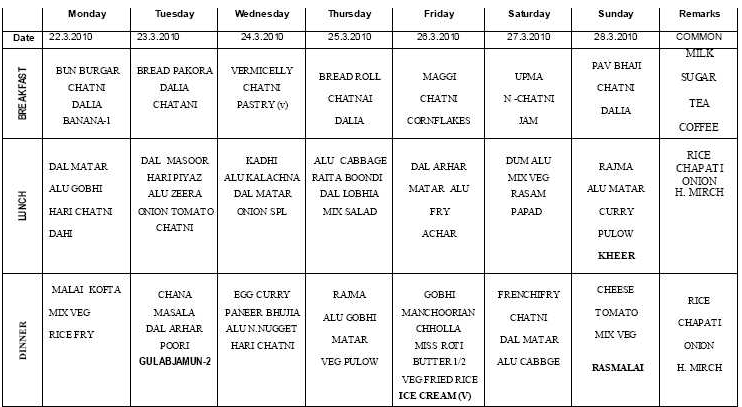 Monday Tuesday Wednesday Thursday Friday Saturday Sunday Remarks
Date 22.3.2010 23.3.2010 24.3.2010 25.3.2010 26.3.2010 27.3.2010 28.3.2010 COMMON
BREAKFAST
BUN BURGAR
CHATNI
DALIA
BANANA-1
BREAD PAKORA
DALIA
CHATANI
VERMICELLY
CHATNI
PASTRY (v)
BREAD ROLL
CHATNAI
DALIA
MAGGI
CHATNI
CORNFLAKES
UPMA
N -CHATNI
JAM
PAV BHAJI
CHATNI
DALIA
MILK
SUGAR
TEA
COFFEE
LUNCH
DAL MATAR
ALU GOBHI
HARI CHATNI
DAHI
DAL MASOOR
HARI PIYAZ
ALU ZEERA
ONION TOMATO
CHATNI
KADHI
ALU KALACHNA
DAL MATAR
ONION SPL
ALU CABBAGE
RAITA BOONDI
DAL LOBHIA
MIX SALAD
DAL ARHAR
MATAR ALU
FRY
ACHAR
DUM ALU
MIX VEG
RASAM
PAPAD
RAJMA
ALU MATAR
CURRY
PULOW
KHEER
RICE
CHAPATI
ONION
H. MIRCH
DINNER
MALAI KOFTA
MIX VEG
RICE FRY
CHANA
MASALA
DAL ARHAR
POORI
GULABJAMUN-2
EGG CURRY
PANEER BHUJIA
ALU N.NUGGET
HARI CHATNI
RAJMA
ALU GOBHI
MATAR
VEG PULOW
GOBHI
MANCHOORIAN
CHHOLLA
MISS ROTI
BUTTER 1/2
VEG FRIED RICE
ICE CREAM (V)
FRENCHIFRY
CHATNI
DAL MATAR
ALU CABBGE
CHEESE
TOMATO
MIX VEG
RASMALAI
RICE
CHAPATI
ONION
H. MIRCH